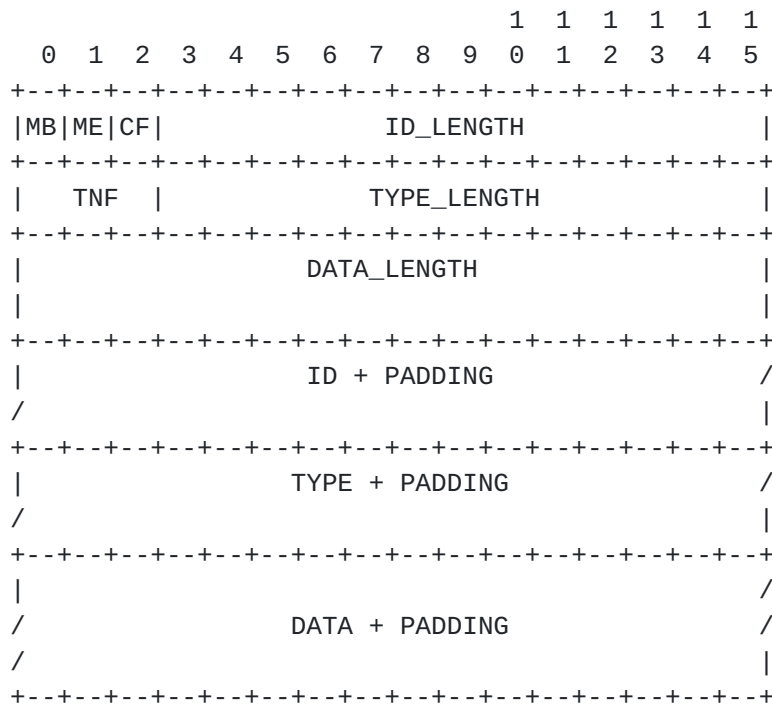 1  1  1  1  1  1
  0  1  2  3  4  5  6  7  8  9  0  1  2  3  4  5
+--+--+--+--+--+--+--+--+--+--+--+--+--+--+--+--+
|MB|ME|CF|              ID_LENGTH               |
+--+--+--+--+--+--+--+--+--+--+--+--+--+--+--+--+
|   TNF  |             TYPE_LENGTH              |
+--+--+--+--+--+--+--+--+--+--+--+--+--+--+--+--+
|                  DATA_LENGTH                  |
|                                               |
+--+--+--+--+--+--+--+--+--+--+--+--+--+--+--+--+
|                  ID + PADDING                 /
/                                               |
+--+--+--+--+--+--+--+--+--+--+--+--+--+--+--+--+
|                 TYPE + PADDING                /
/                                               |
+--+--+--+--+--+--+--+--+--+--+--+--+--+--+--+--+
|                                               /
/                 DATA + PADDING                /
/                                               |
+--+--+--+--+--+--+--+--+--+--+--+--+--+--+--+--+